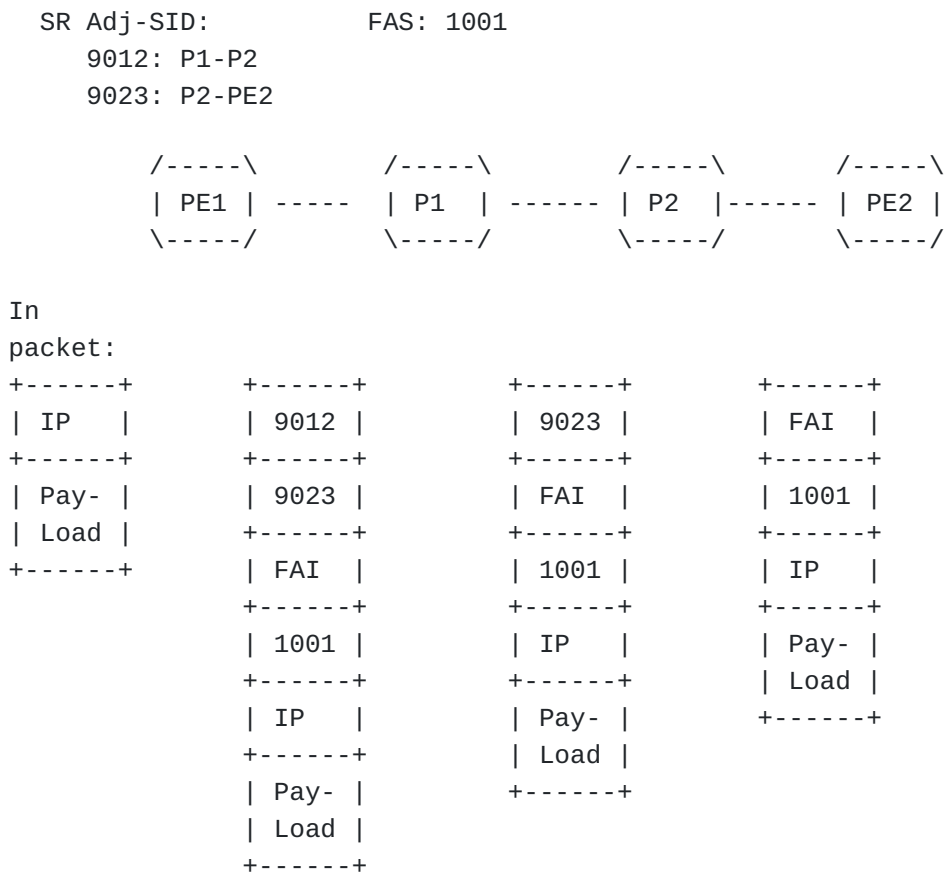 SR Adj-SID:          FAS: 1001
     9012: P1-P2
     9023: P2-PE2

         /-----\        /-----\        /-----\      /-----\
         | PE1 | -----  | P1  | ------ | P2  |------ | PE2 |
         \-----/        \-----/        \-----/      \-----/

In
packet:
+------+       +------+         +------+        +------+
| IP   |       | 9012 |         | 9023 |        | FAI  |
+------+       +------+         +------+        +------+
| Pay- |       | 9023 |         | FAI  |        | 1001 |
| Load |       +------+         +------+        +------+
+------+       | FAI  |         | 1001 |        | IP   |
               +------+         +------+        +------+
               | 1001 |         | IP   |        | Pay- |
               +------+         +------+        | Load |
               | IP   |         | Pay- |        +------+
               +------+         | Load |
               | Pay- |         +------+
               | Load |
               +------+